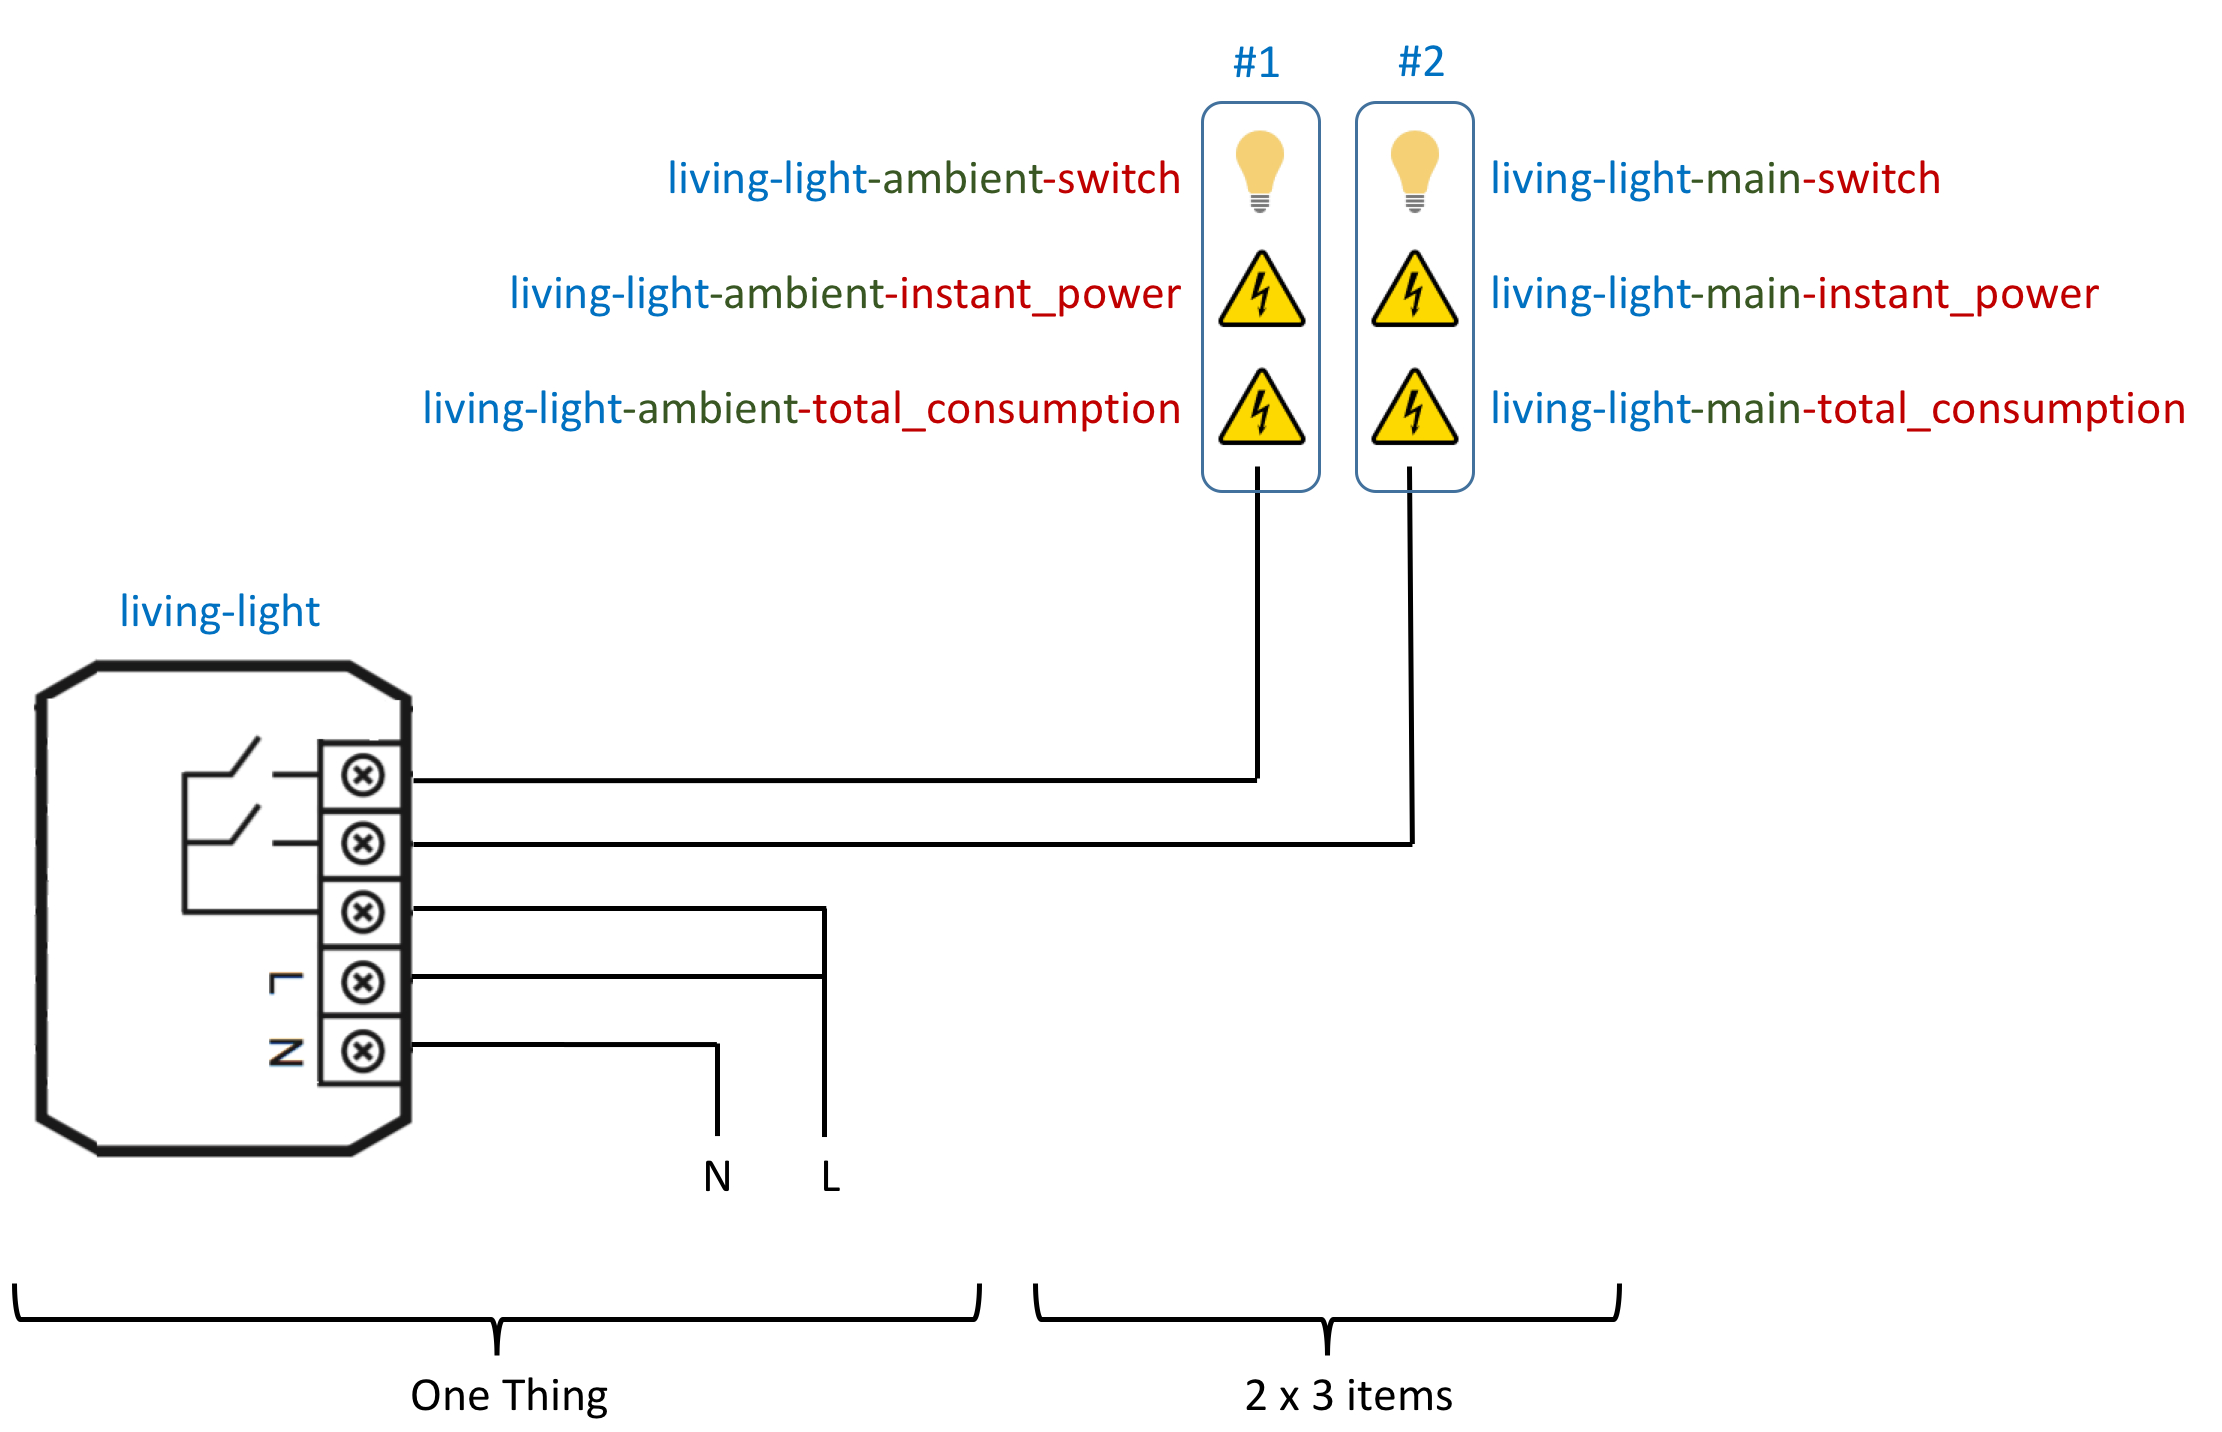 #1
#2
living-light-ambient-switch
living-light-main-switch
living-light-ambient-instant_power
living-light-main-instant_power
living-light-ambient-total_consumption
living-light-main-total_consumption
living-light
L
N
N
L
One Thing
2 x 3 items